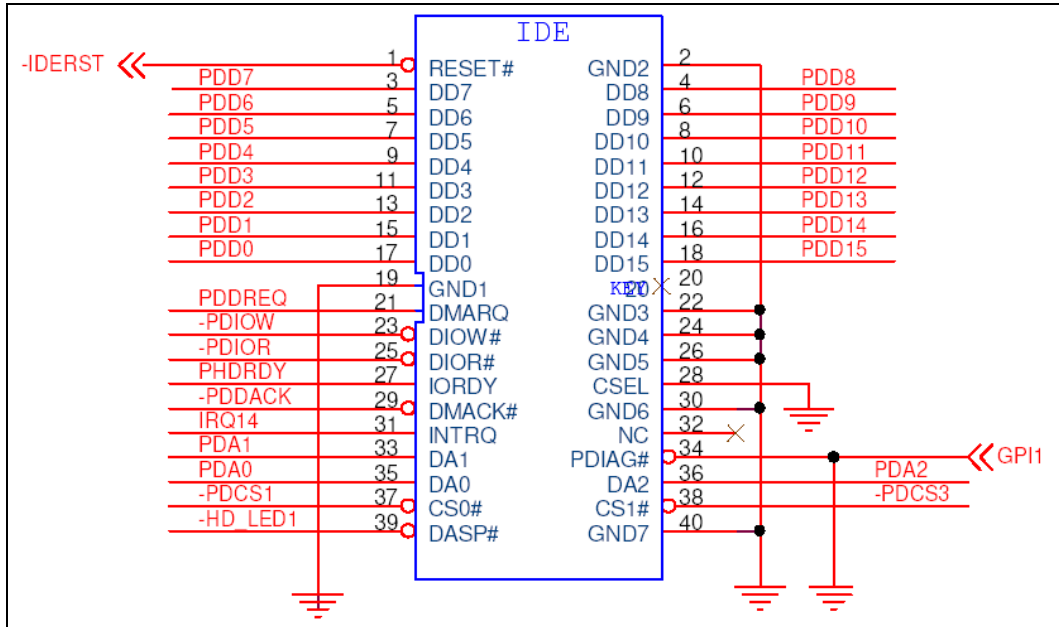 IDE
-IDERST 1 RESET# GND2 2
PDD7 3 DD7 DD8 4 PDD8
PDD6 5 DD6 DD9 6 PDD9
PDD5 7 DD5 DD10 8 PDD10
PDD4 9 DD4 DD11 10 PDD11
PDD3 11 DD3 DD12 12 PDD12
PDD2 13 DD2 DD13 14 PDD13
PDD1 15 DD1 DD14 16 PDD14
PDD0 17 DD0 DD15 18 PDD15
19 GND1 KEY 20 20
PDDREQ 21 DMARQ GND3 22
-PDIOW 23 DIOW# GND4 24
-PDIOR 25 DIOR# GND5 26
PHDRDY 27 IORDY CSEL 28
-PDDACK 29 DMACK# GND6 30
IRQ14 31 INTRQ NC 32
PDA1 33 DA1 PDIAG# 34 GPI1
PDA0 35 DA0 DA2 36 PDA2
-PDCS1 37 CS0# CS1# 38 -PDCS3
-HD_LED1 39 DASP# GND7 40